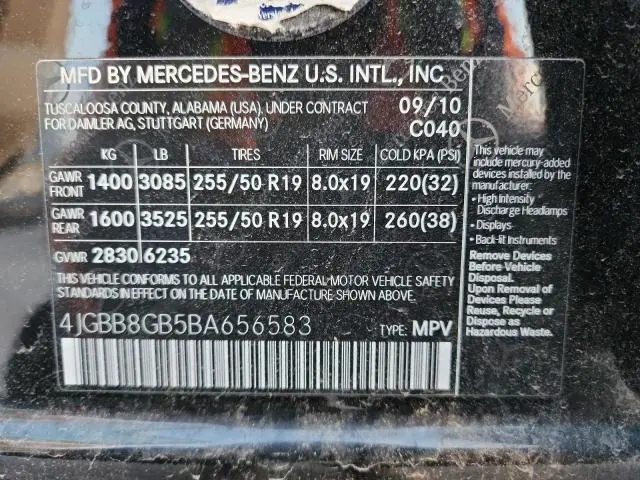 MFD BY MERCEDES-BENZ U.S. INTL., INC.
TUSCALOOSA COUNTY, ALABAMA (USA). UNDER CONTRACT 09/10
FOR DAIMLER AG, STUTTGART (GERMANY) C040
KG LB TIRES RIM SIZE COLD KPA (PSI)
GAWR FRONT 1400 3085 255/50 R19 8.0x19 220(32)
GAWR REAR 1600 3525 255/50 R19 8.0x19 260(38)
GVWR 2830 6235
THIS VEHICLE CONFORMS TO ALL APPLICABLE FEDERAL MOTOR VEHICLE SAFETY
STANDARDS IN EFFECT ON THE DATE OF MANUFACTURE SHOWN ABOVE.
4JGBB8GB5BA656583 TYPE: MPV
This vehicle may
include mercury-added
devices installed by the
manufacturer:
• High Intensity
Discharge Headlamps
• Displays
• Back-lit Instruments
Remove Devices
Before Vehicle
Disposal.
Upon Removal of
Devices Please
Reuse, Recycle or
Dispose as
Hazardous Waste.